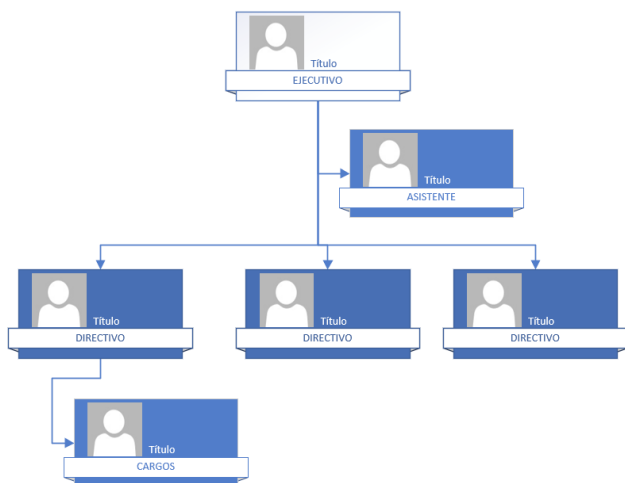 Título
EJECUTIVO
Título
ASISTENTE
Título
DIRECTIVO
Título
DIRECTIVO
Título
DIRECTIVO
Título
CARGOS